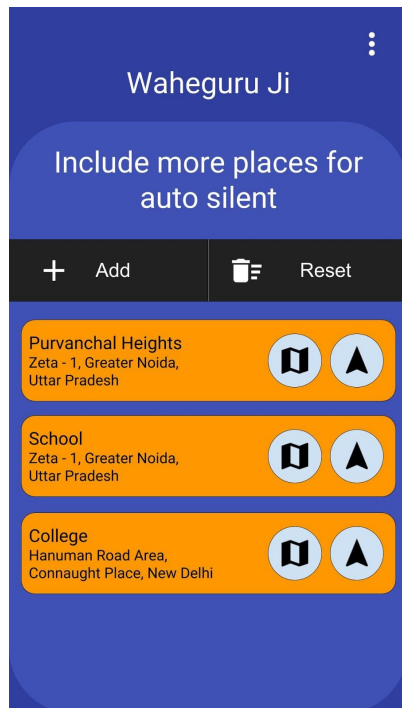 Waheguru Ji
Include more places for
auto silent
Add
Reset
Purvanchal Heights
Zeta - 1, Greater Noida,
Uttar Pradesh
School
Zeta - 1, Greater Noida,
Uttar Pradesh
College
Hanuman Road Area,
Connaught Place, New Delhi